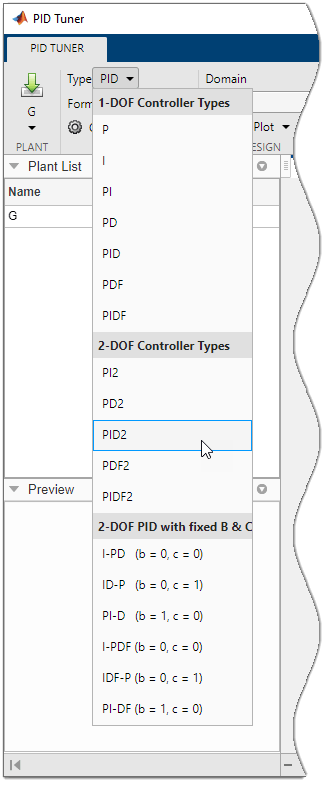 PID Tuner
PID TUNER
Type: PID
Domain
G
Form
Plot
PLANT
Plant List
Name
G
1-DOF Controller Types
P
I
PI
PD
PID
PDF
PIDF
2-DOF Controller Types
PI2
PD2
PID2
PDF2
PIDF2
2-DOF PID with fixed B & C
I-PD (b = 0, c = 0)
ID-P (b = 0, c = 1)
PI-D (b = 1, c = 0)
I-PDF (b = 0, c = 0)
IDF-P (b = 0, c = 1)
PI-DF (b = 1, c = 0)
Preview